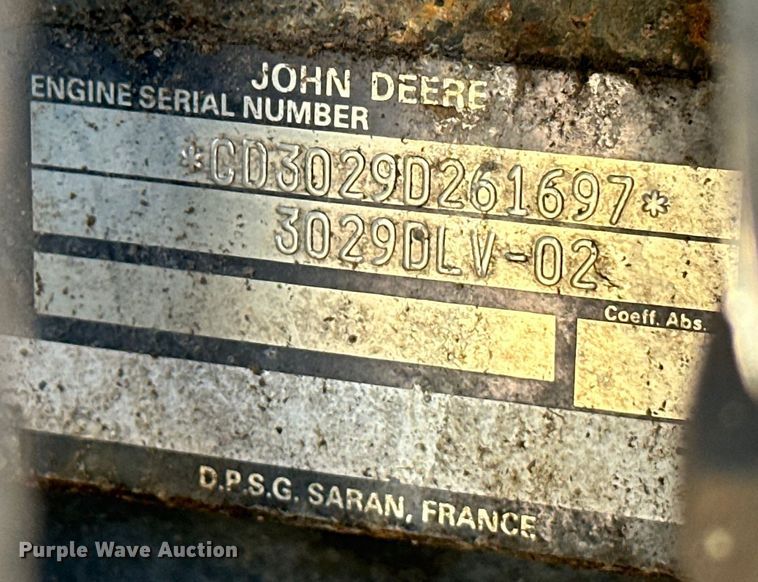 JOHN DEERE
ENGINE SERIAL NUMBER
*CD3029D261697*
3029DLV-02
Coeff. Abs.
D.P.S.G. SARAN, FRANCE
Purple Wave Auction